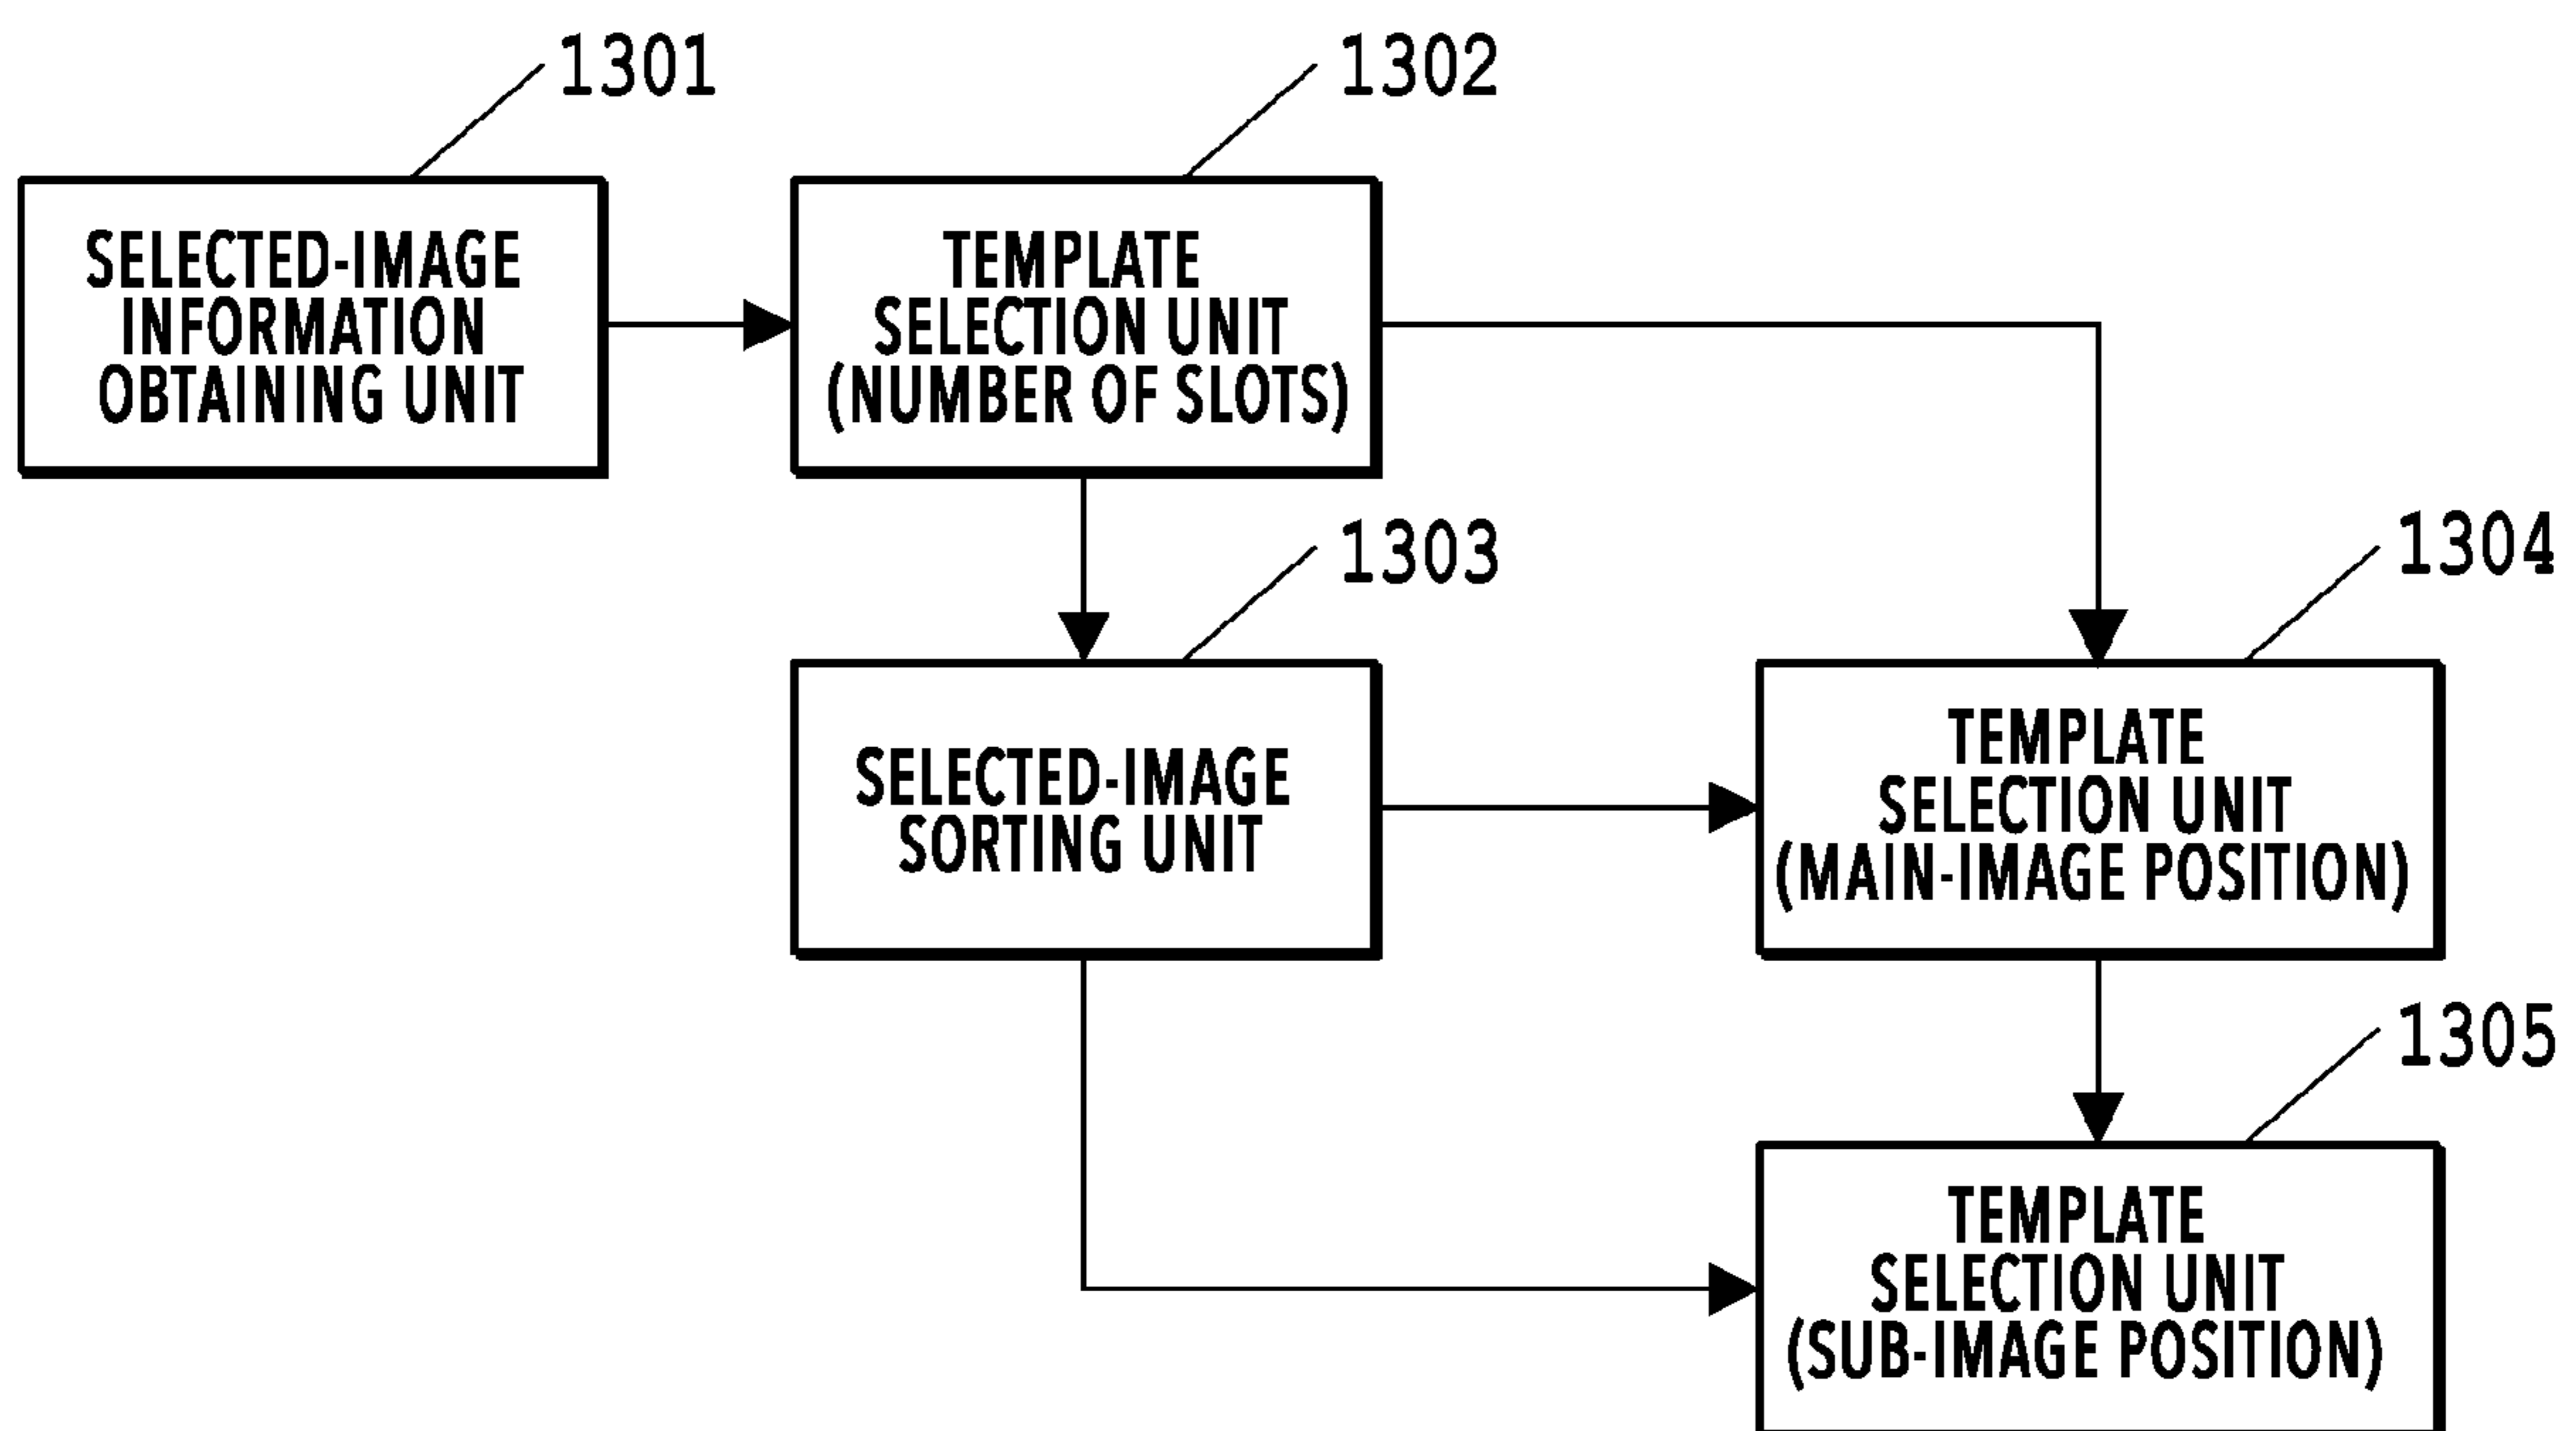 1301
SELECTED-IMAGE
INFORMATION
OBTAINING UNIT
1302
TEMPLATE
SELECTION UNIT
(NUMBER OF SLOTS)
1303
SELECTED-IMAGE
SORTING UNIT
1304
TEMPLATE
SELECTION UNIT
(MAIN-IMAGE POSITION)
1305
TEMPLATE
SELECTION UNIT
(SUB-IMAGE POSITION)